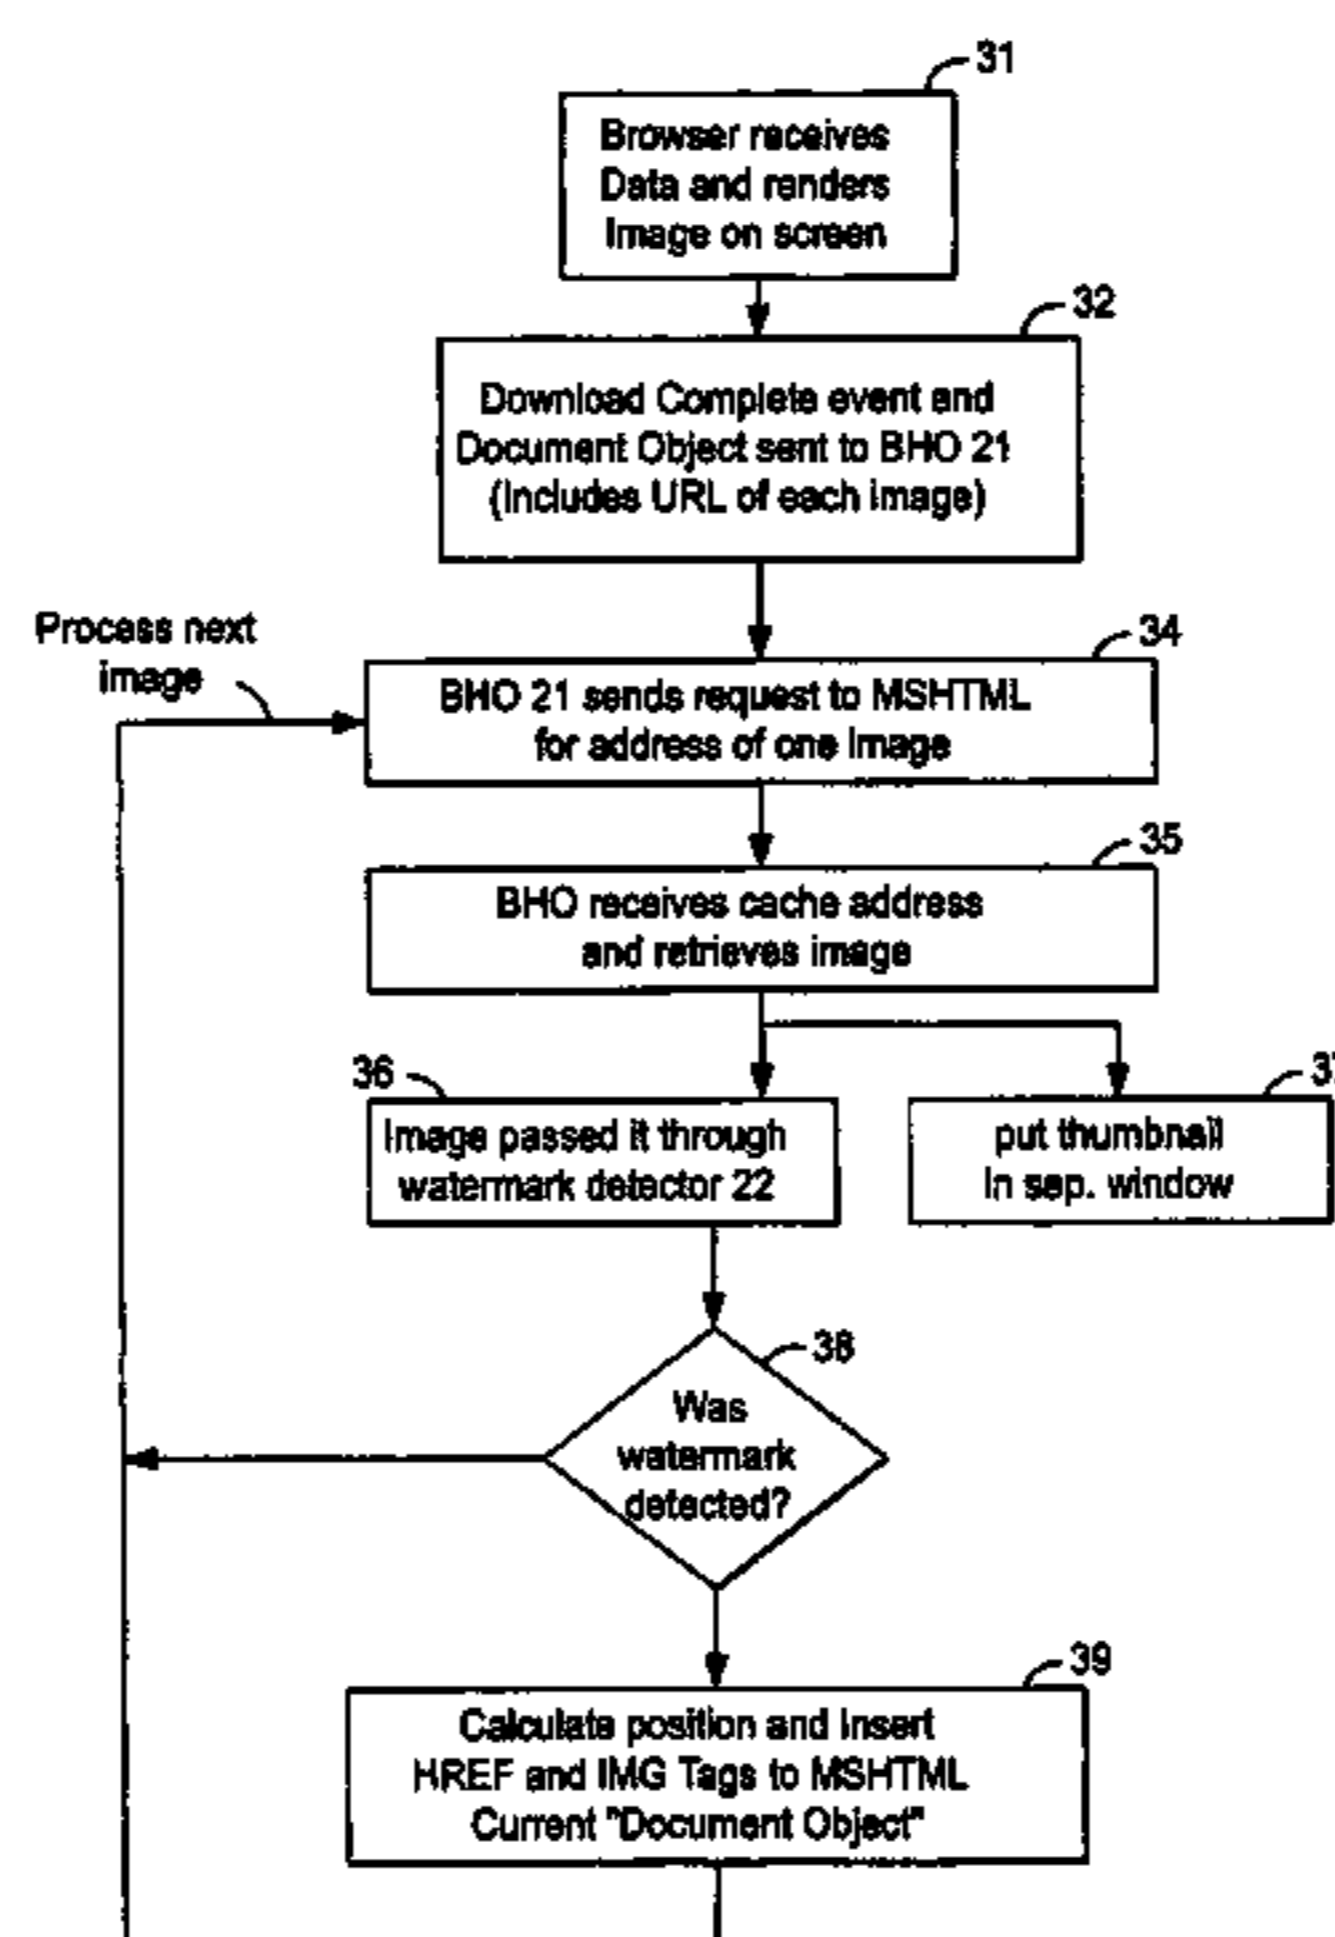 31
Browser receives
Data and renders
Image on screen
32
Download Complete event and
Document Object sent to BHO 21
(Includes URL of each image)
Process next
image
34
BHO 21 sends request to MSHTML
for address of one image
35
BHO receives cache address
and retrieves image
36
Image passed it through
watermark detector 22
37
put thumbnail
in sep. window
38
Was
watermark
detected?
39
Calculate position and Insert
HREF and IMG Tags to MSHTML
Current "Document Object"